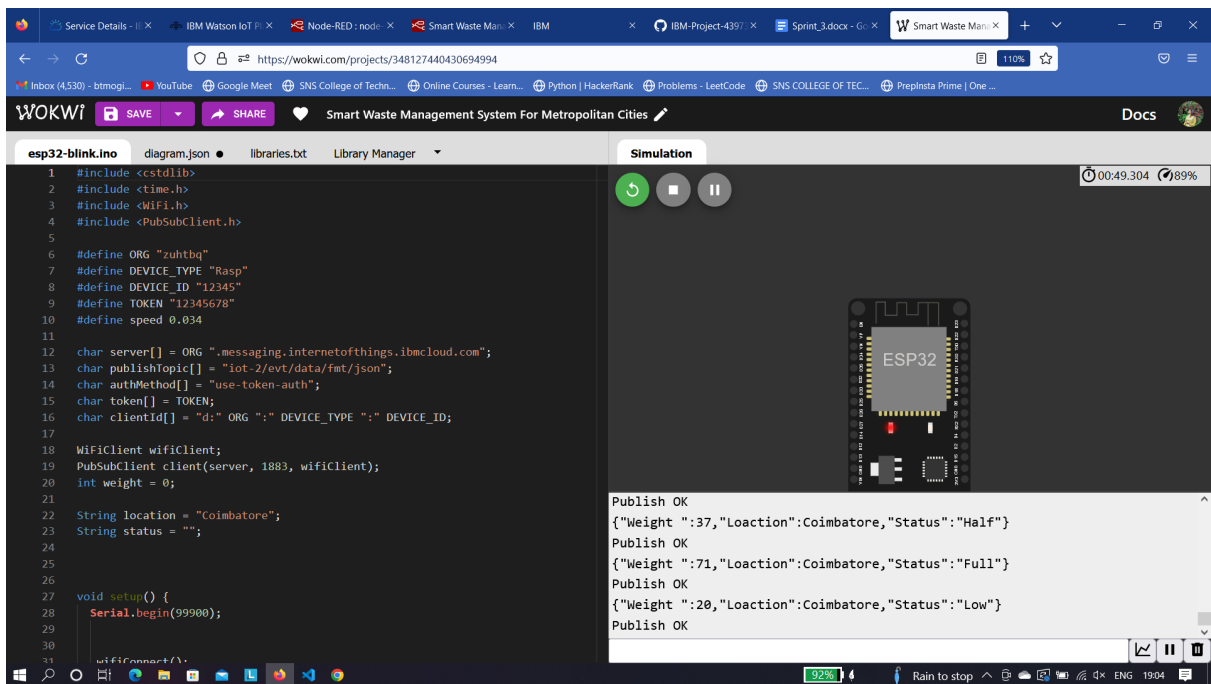 Service Details - I
IBM Watson IoT Pl
Node-RED : node-
Smart Waste Mana
IBM
IBM-Project-4397
Sprint_3.docx - Go
Smart Waste Mana
https://wokwi.com/projects/348127440430694994
110%
Inbox (4,530) - btmogi...
YouTube
Google Meet
SNS College of Techn...
Online Courses - Learn...
Python | HackerRank
Problems - LeetCode
SNS COLLEGE OF TEC...
PrepInsta Prime | One ...
WOKWi
SAVE
SHARE
Smart Waste Management System For Metropolitan Cities
Docs
esp32-blink.ino
diagram.json ●
libraries.txt
Library Manager
Simulation
1 #include <cstdlib>
2 #include <time.h>
3 #include <WiFi.h>
4 #include <PubSubClient.h>
5
6 #define ORG "zuhtbq"
7 #define DEVICE_TYPE "Rasp"
8 #define DEVICE_ID "12345"
9 #define TOKEN "12345678"
10 #define speed 0.034
11
12 char server[] = ORG ".messaging.internetofthings.ibmcloud.com";
13 char publishTopic[] = "iot-2/evt/data/fmt/json";
14 char authMethod[] = "use-token-auth";
15 char token[] = TOKEN;
16 char clientId[] = "d:" ORG ":" DEVICE_TYPE ":" DEVICE_ID;
17
18 WiFiClient wifiClient;
19 PubSubClient client(server, 1883, wifiClient);
20 int weight = 0;
21
22 String location = "Coimbatore";
23 String status = "";
24
25
26
27 void setup() {
28 Serial.begin(99900);
29
30
31 wifiConnect();
00:49.304
89%
ESP32
Publish OK
{"Weight ":37,"Loaction":Coimbatore,"Status":"Half"}
Publish OK
{"Weight ":71,"Loaction":Coimbatore,"Status":"Full"}
Publish OK
{"Weight ":20,"Loaction":Coimbatore,"Status":"Low"}
Publish OK
92%
Rain to stop
ENG
19:04